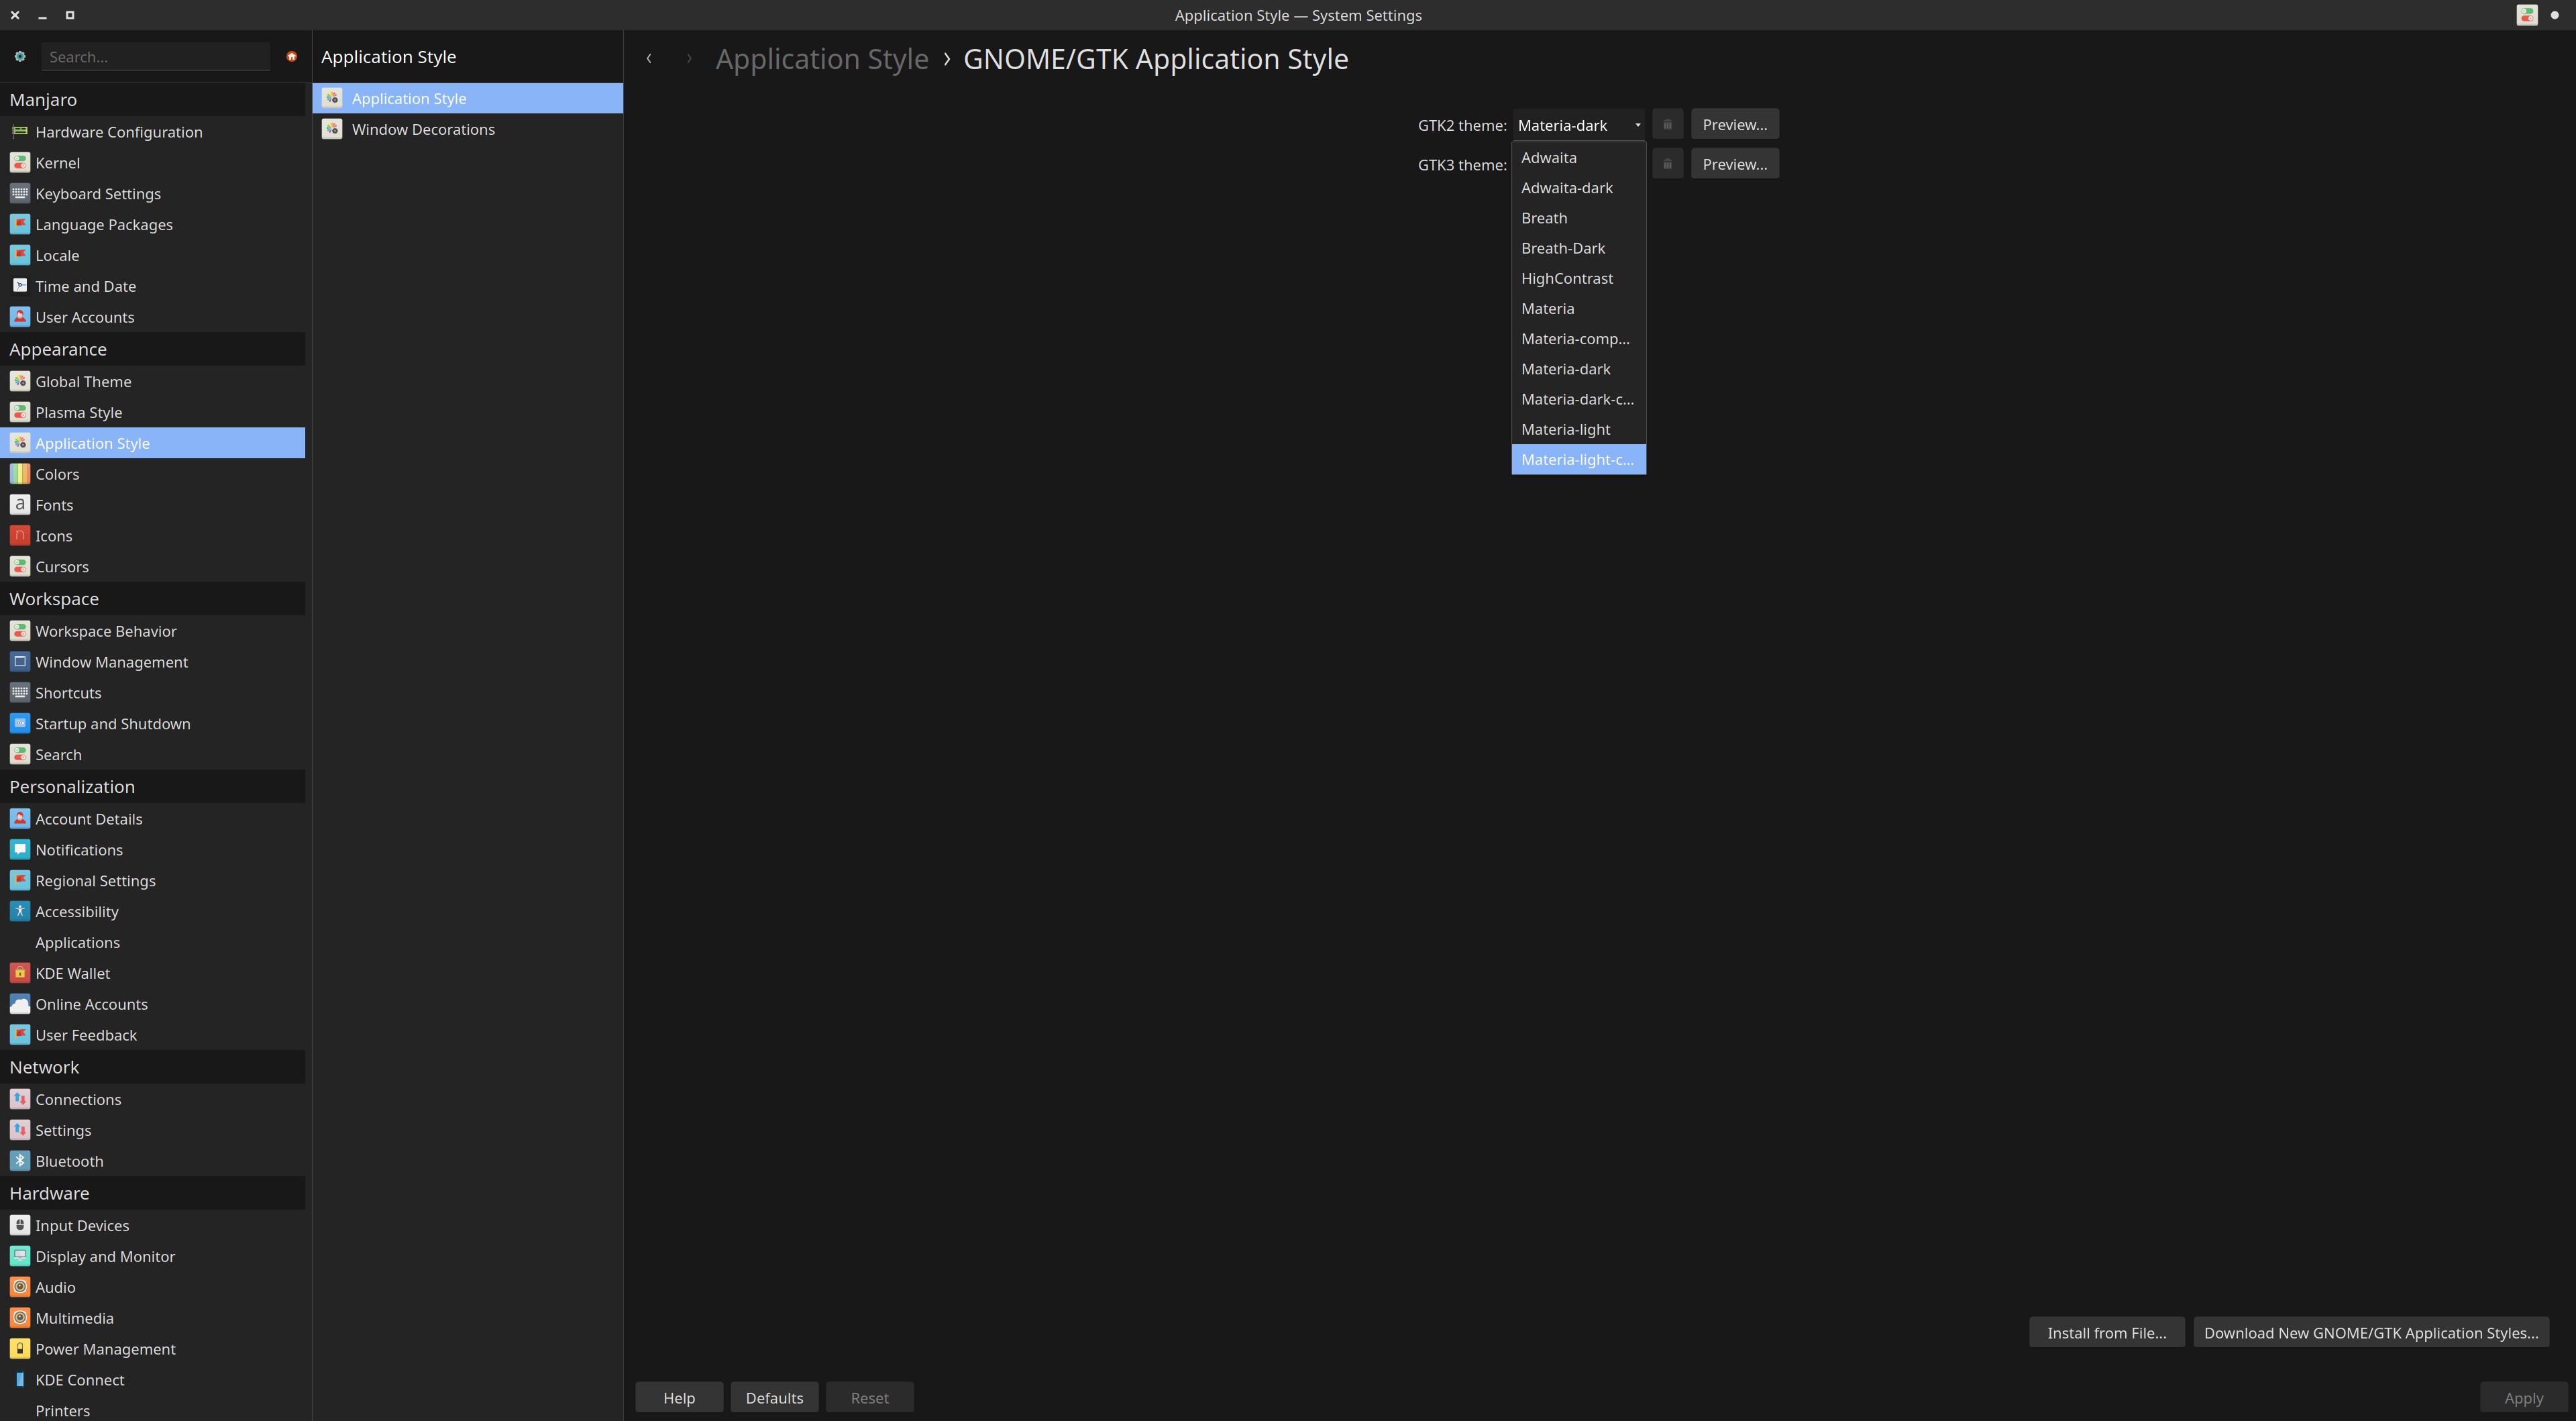 Application Style — System Settings
Search...
Manjaro
Hardware Configuration
Kernel
Keyboard Settings
Language Packages
Locale
Time and Date
User Accounts
Appearance
Global Theme
Plasma Style
Application Style
Colors
Fonts
Icons
Cursors
Workspace
Workspace Behavior
Window Management
Shortcuts
Startup and Shutdown
Search
Personalization
Account Details
Notifications
Regional Settings
Accessibility
Applications
KDE Wallet
Online Accounts
User Feedback
Network
Connections
Settings
Bluetooth
Hardware
Input Devices
Display and Monitor
Audio
Multimedia
Power Management
KDE Connect
Printers
Application Style
Application Style
Window Decorations
Application Style › GNOME/GTK Application Style
GTK2 theme: Materia-dark Preview...
GTK3 theme: Preview...
Adwaita
Adwaita-dark
Breath
Breath-Dark
HighContrast
Materia
Materia-comp...
Materia-dark
Materia-dark-c...
Materia-light
Materia-light-c...
Install from File... Download New GNOME/GTK Application Styles...
Help Defaults Reset Apply